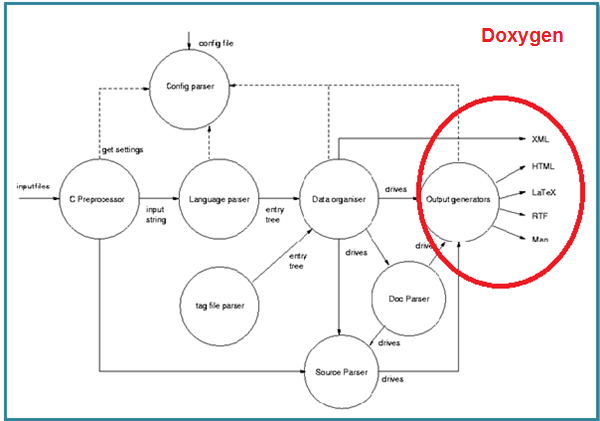 Doxygen
config file
Config parser
get settings
XML
HTML
input files
C Preprocessor
input
string
Language parser
entry
tree
Data organiser
drives
Output generators
LaTeX
RTF
Man
entry
tree
drives
drives
tag file parser
Doc Parser
drives
Source Parser
drives